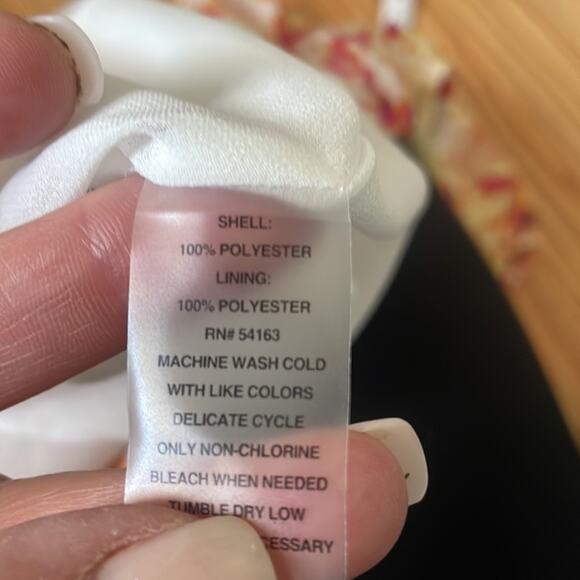 SHELL:
100% POLYESTER
LINING:
100% POLYESTER
RN# 54163
MACHINE WASH COLD
WITH LIKE COLORS
DELICATE CYCLE
ONLY NON-CHLORINE
BLEACH WHEN NEEDED
TUMBLE DRY LOW